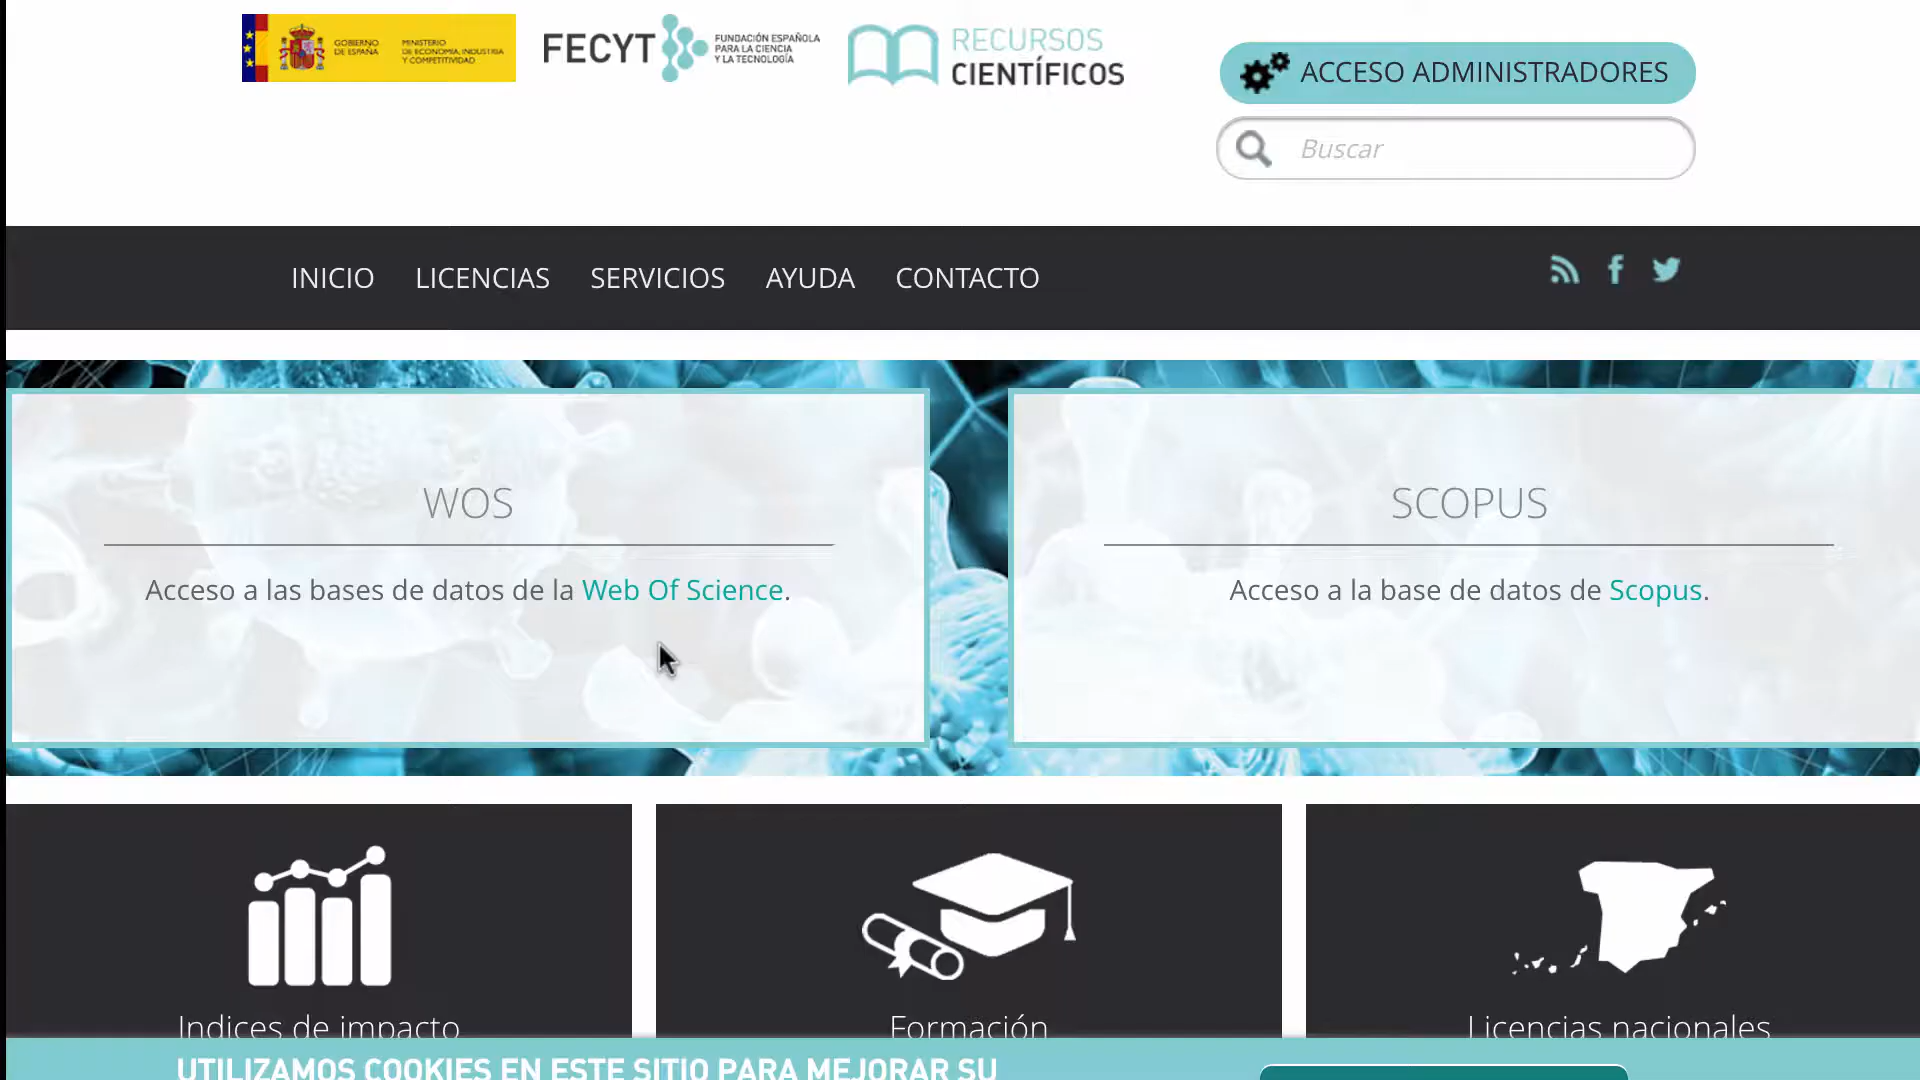 GOBIERNO
DE ESPAÑA
MINISTERIO
DE ECONOMÍA, INDUSTRIA
Y COMPETITIVIDAD
FECYT
FUNDACIÓN ESPAÑOLA
PARA LA CIENCIA
Y LA TECNOLOGÍA
RECURSOS
CIENTÍFICOS
ACCESO ADMINISTRADORES
Buscar
INICIO LICENCIAS SERVICIOS AYUDA CONTACTO
WOS
Acceso a las bases de datos de la Web Of Science.
SCOPUS
Acceso a la base de datos de Scopus.
Indices de impacto
Formación
Licencias nacionales
UTILIZAMOS COOKIES EN ESTE SITIO PARA MEJORAR SU